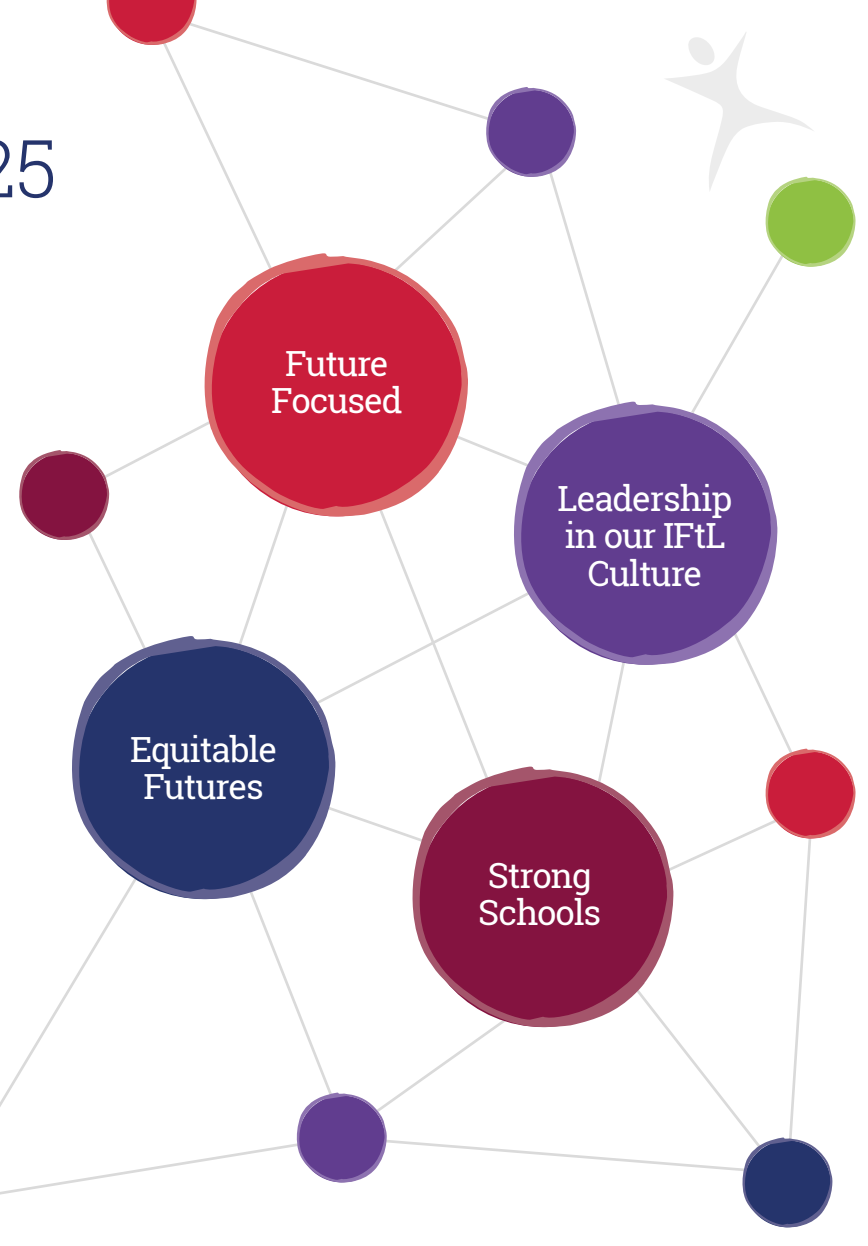 25
Future
Focused
Leadership
in our IFtL
Culture
Equitable
Futures
Strong
Schools